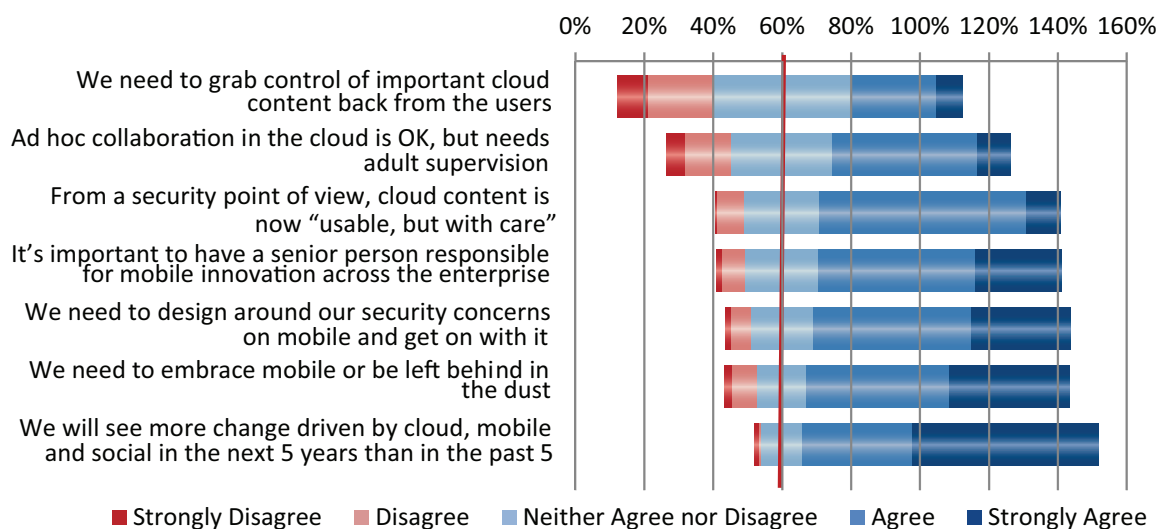 0% 20% 40% 60% 80% 100% 120% 140% 160%
We need to grab control of important cloud
content back from the users
Ad hoc collaboration in the cloud is OK, but needs
adult supervision
From a security point of view, cloud content is
now “usable, but with care”
It’s important to have a senior person responsible
for mobile innovation across the enterprise
We need to design around our security concerns
on mobile and get on with it
We need to embrace mobile or be left behind in
the dust
We will see more change driven by cloud, mobile
and social in the next 5 years than in the past 5
Strongly Disagree Disagree Neither Agree nor Disagree Agree Strongly Agree